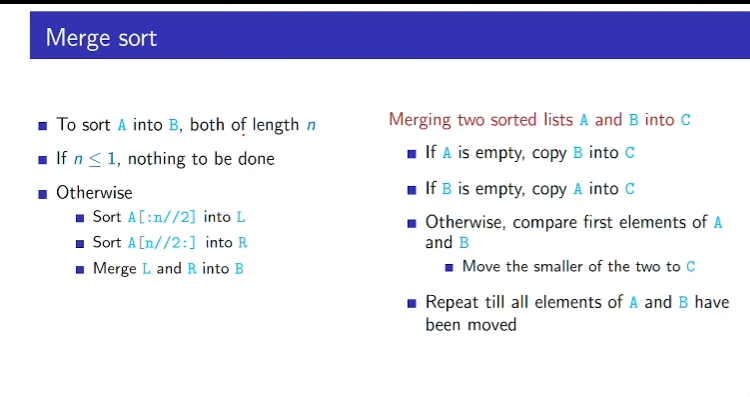 Merge sort
To sort A into B, both of length n
If n ≤ 1, nothing to be done
Otherwise
Sort A[:n//2] into L
Sort A[n//2:] into R
Merge L and R into B
Merging two sorted lists A and B into C
If A is empty, copy B into C
If B is empty, copy A into C
Otherwise, compare first elements of A
and B
Move the smaller of the two to C
Repeat till all elements of A and B have
been moved